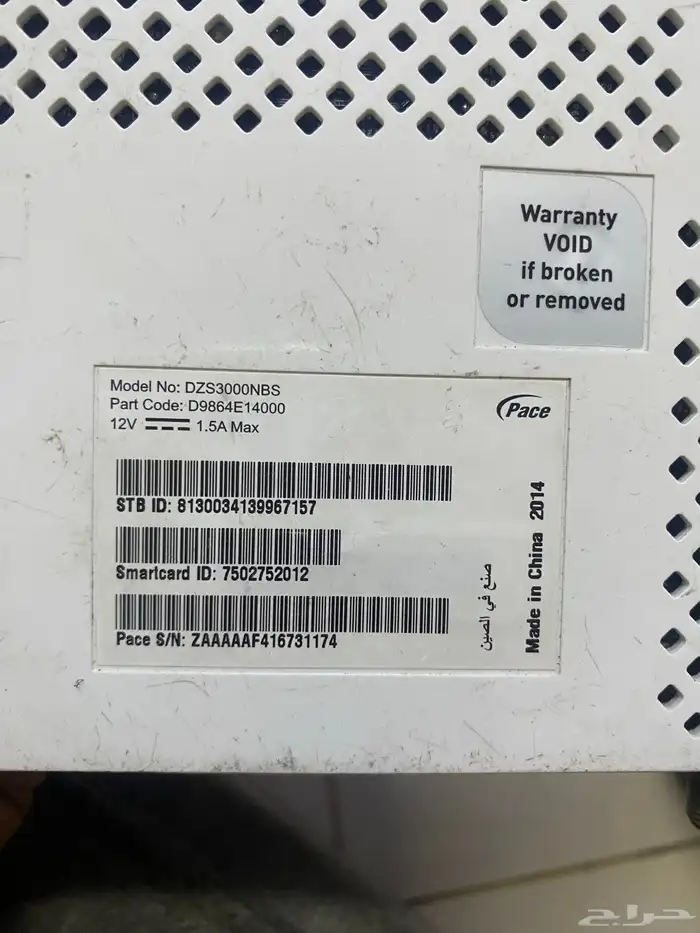 Warranty
VOID
if broken
or removed
Model No: DZS3000NBS
Part Code: D9864E14000
12V 1.5A Max
Pace
STB ID: 8130034139967157
Smartcard ID: 7502752012
Pace S/N: ZAAAAAF416731174
صنع في الصين
Made in China 2014
حراج